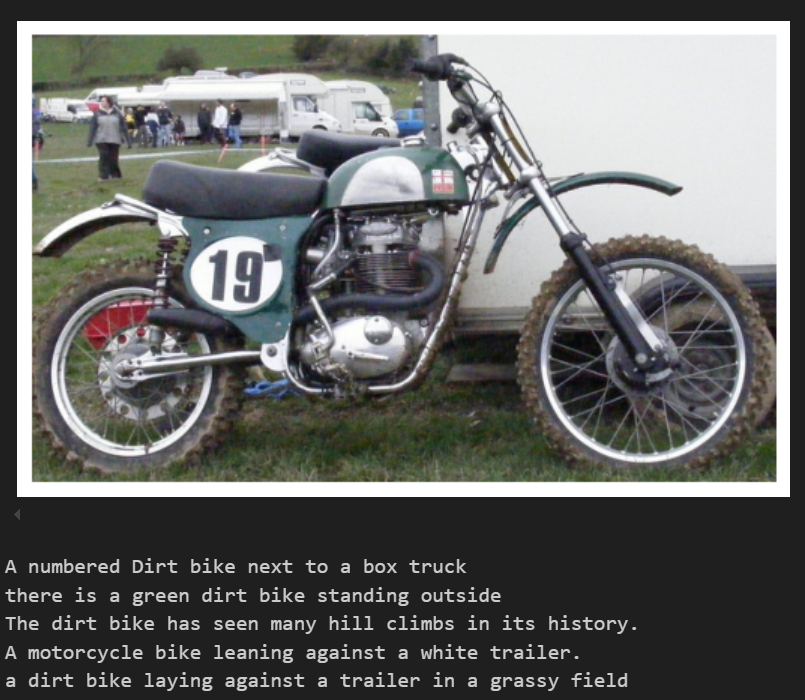 19
A numbered Dirt bike next to a box truck
there is a green dirt bike standing outside
The dirt bike has seen many hill climbs in its history.
A motorcycle bike leaning against a white trailer.
a dirt bike laying against a trailer in a grassy field